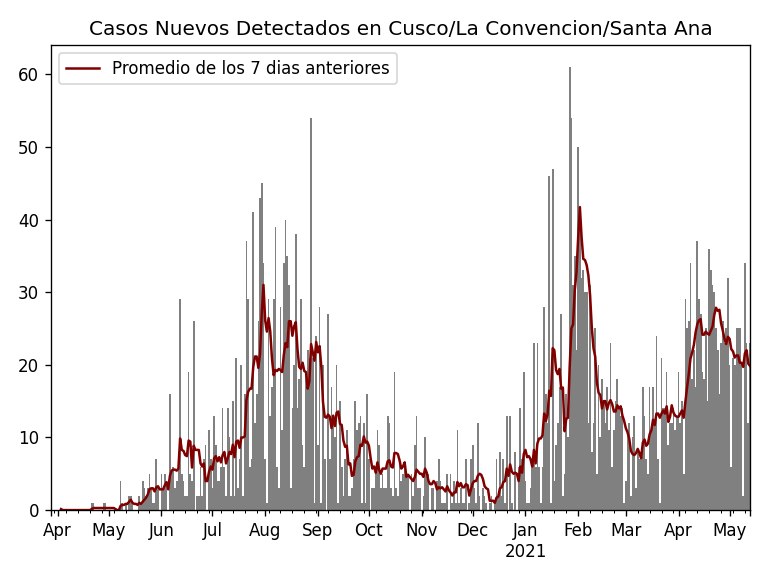 Casos Nuevos Detectados en Cusco/La Convencion/Santa Ana
Promedio de los 7 dias anteriores
60
50
40
30
20
10
0
Apr May Jun Jul Aug Sep Oct Nov Dec Jan Feb Mar Apr May
2021